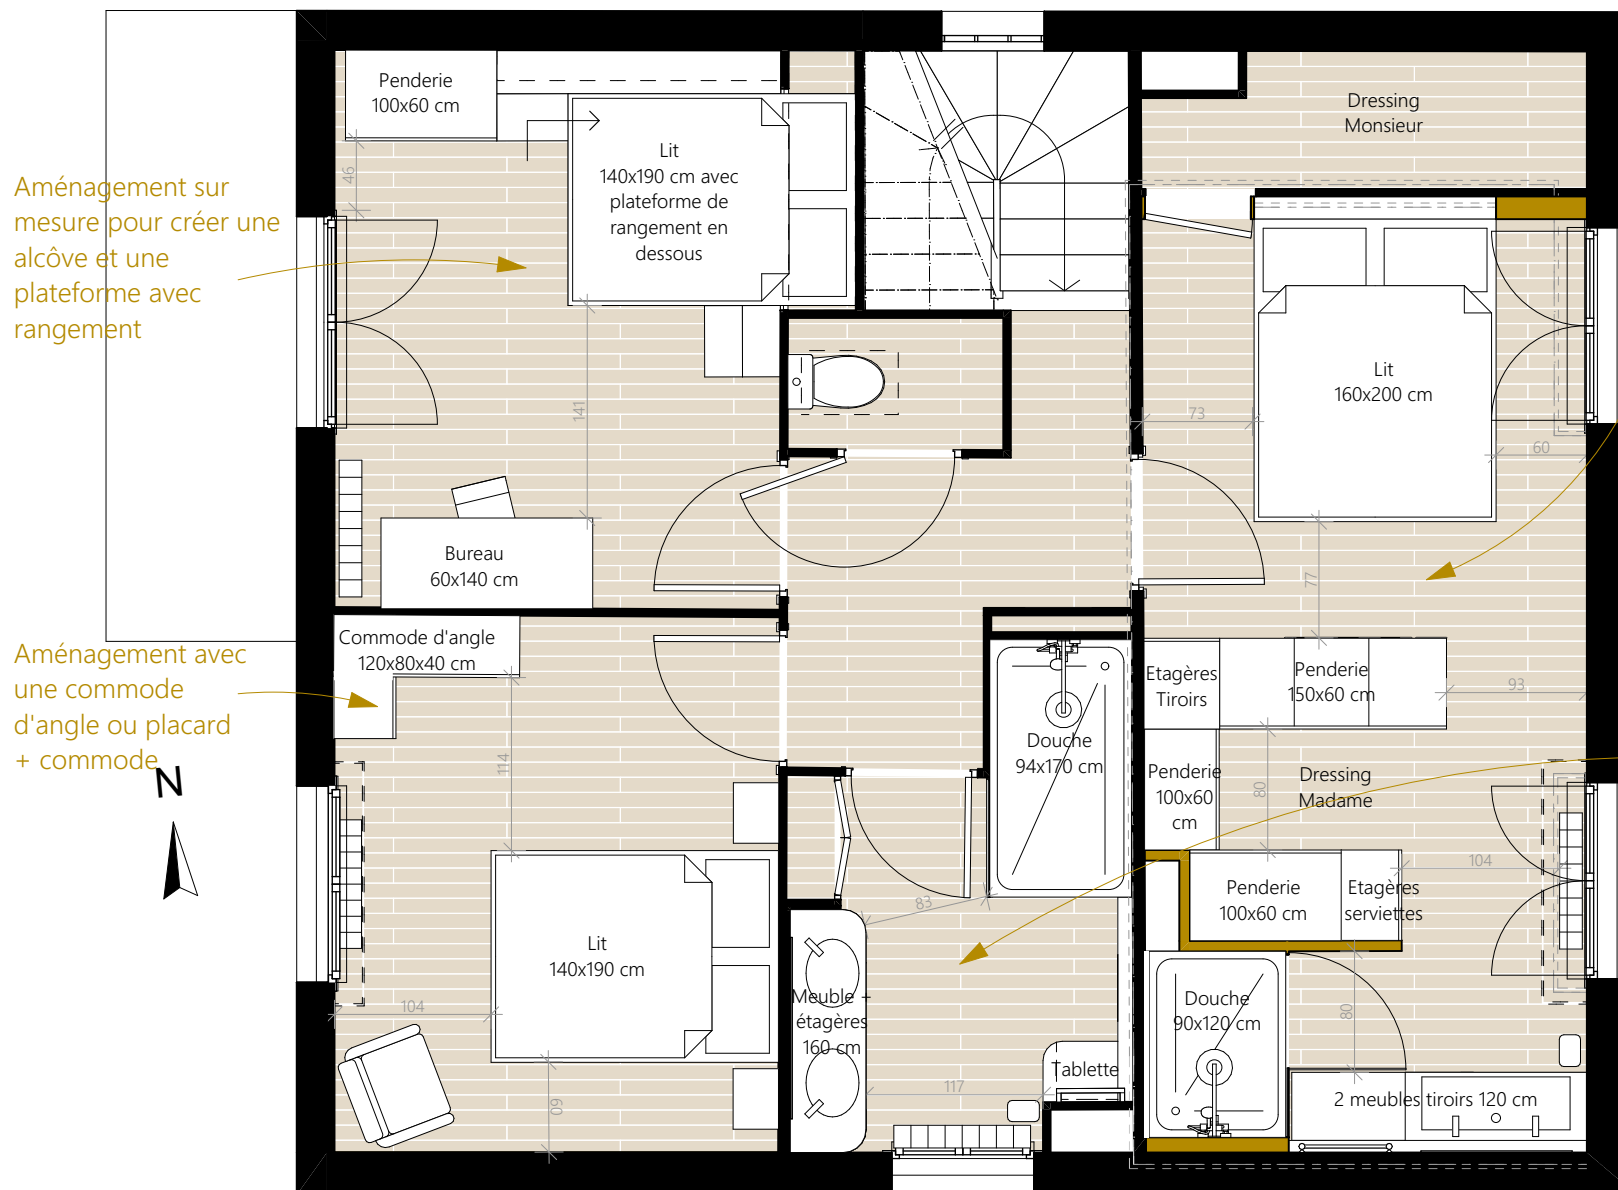 Penderie
100x60 cm
46
Lit
140x190 cm avec
plateforme de
rangement en
dessous
Dressing
Monsieur
Aménagement sur
mesure pour créer une
alcôve et une
plateforme avec
rangement
141
Lit
160x200 cm
73
60
Bureau
60x140 cm
77
Commode d'angle
120x80x40 cm
Aménagement avec
une commode
d'angle ou placard
+ commode
N
114
Etagères
Tiroirs
Penderie
150x60 cm
93
Douche
94x170 cm
Penderie
100x60
cm
80
Dressing
Madame
83
Penderie
100x60 cm
Etagères
serviettes
104
Lit
140x190 cm
104
60
Meuble +
étagères
160 cm
117
Tablette
Douche
90x120 cm
80
2 meubles tiroirs 120 cm